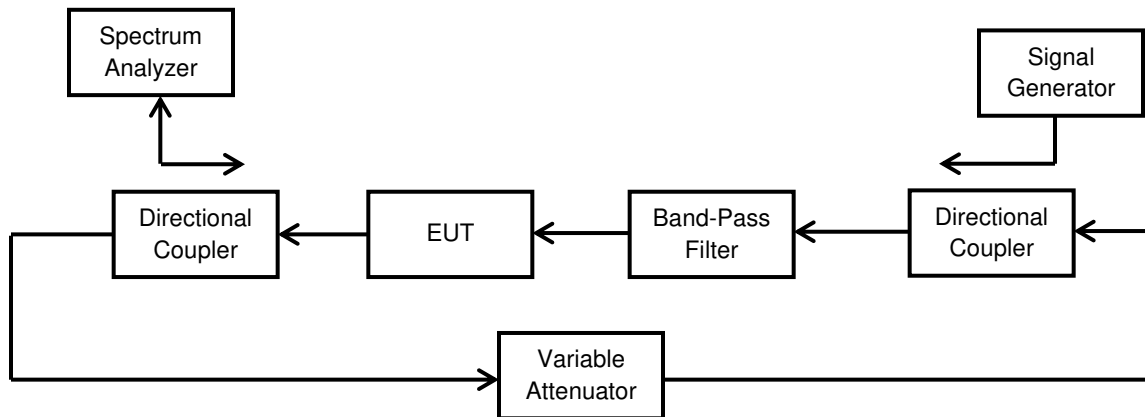 Spectrum
Analyzer
Signal
Generator
Directional
Coupler
EUT
Band-Pass
Filter
Directional
Coupler
Variable
Attenuator